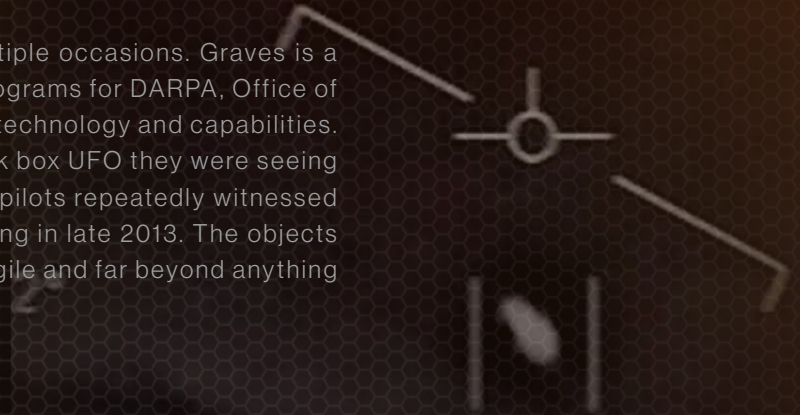 tiple occasions. Graves is a
ograms for DARPA, Office of
technology and capabilities.
k box UFO they were seeing
pilots repeatedly witnessed
ng in late 2013. The objects
gile and far beyond anything